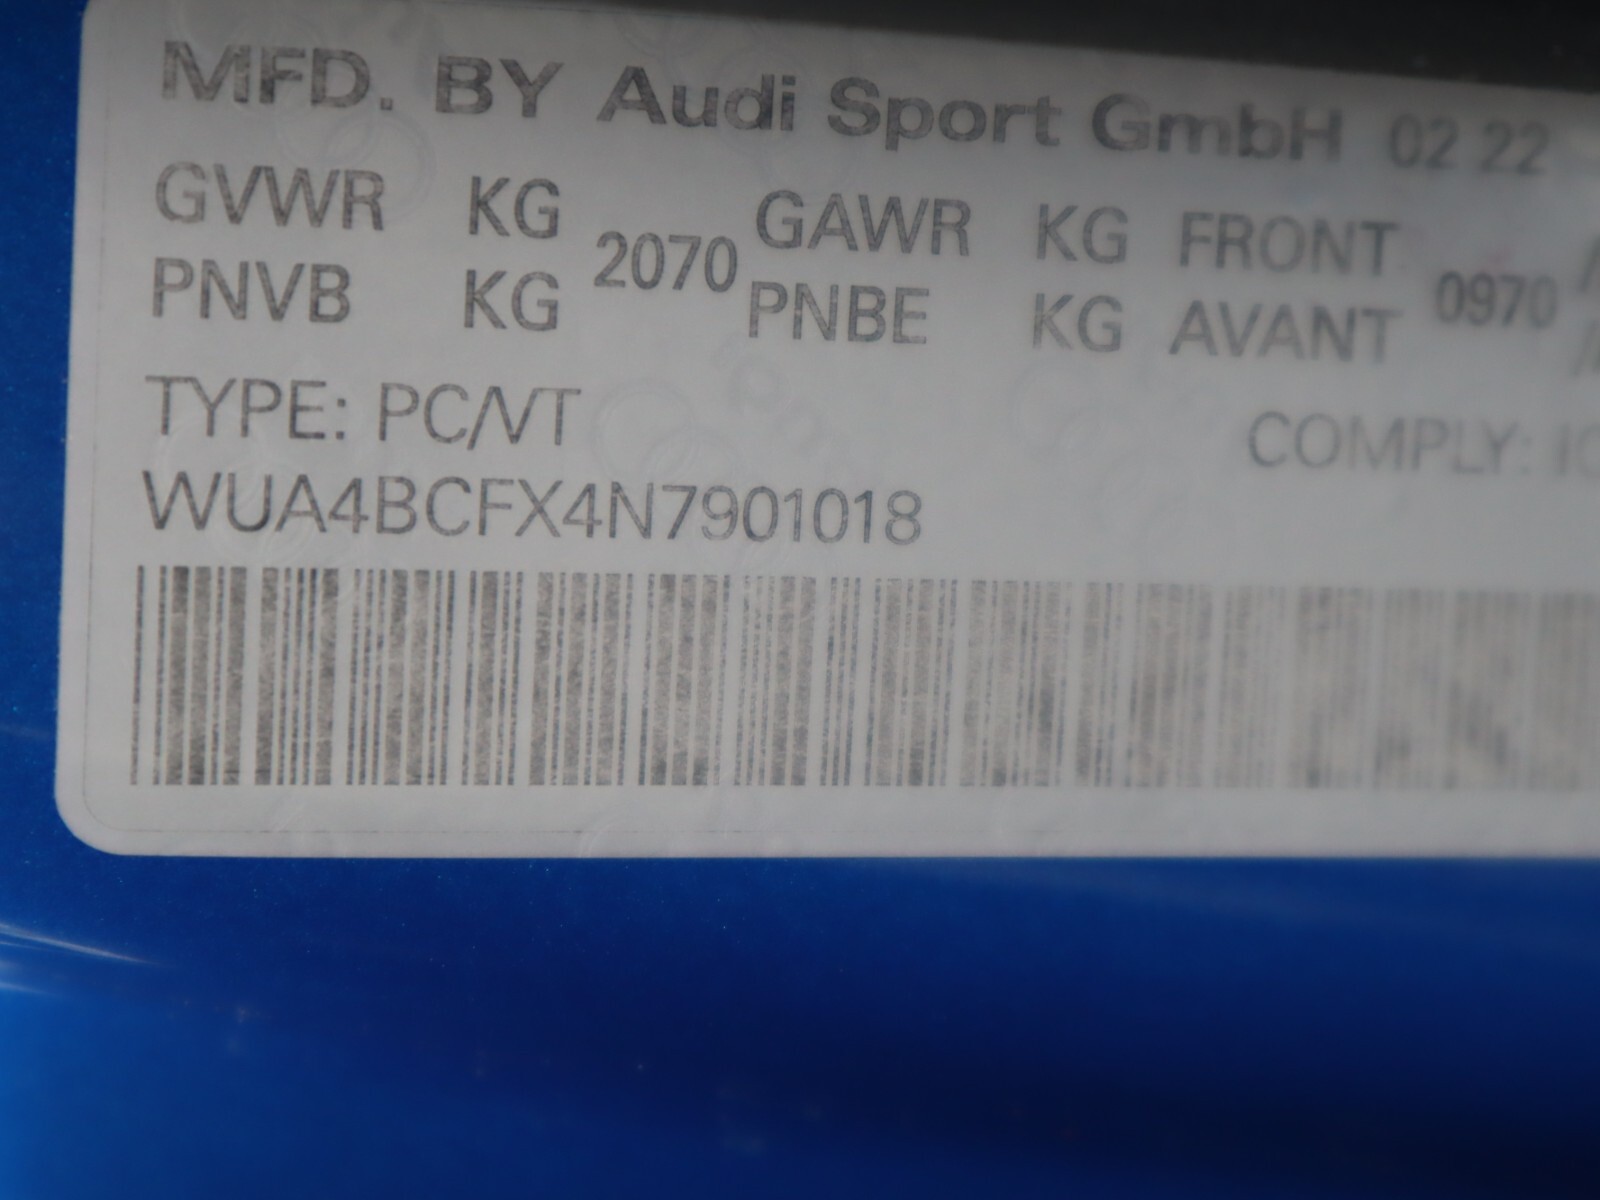 MFD. BY Audi Sport GmbH 02 22
GVWR KG 2070 GAWR KG FRONT 0970
PNVB KG PNBE KG AVANT
TYPE: PC/VT COMPLY:
WUA4BCFX4N7901018